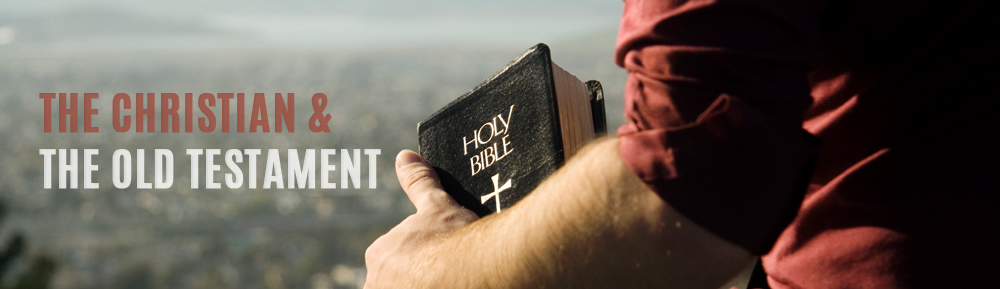 THE CHRISTIAN &
THE OLD TESTAMENT
HOLY
BIBLE